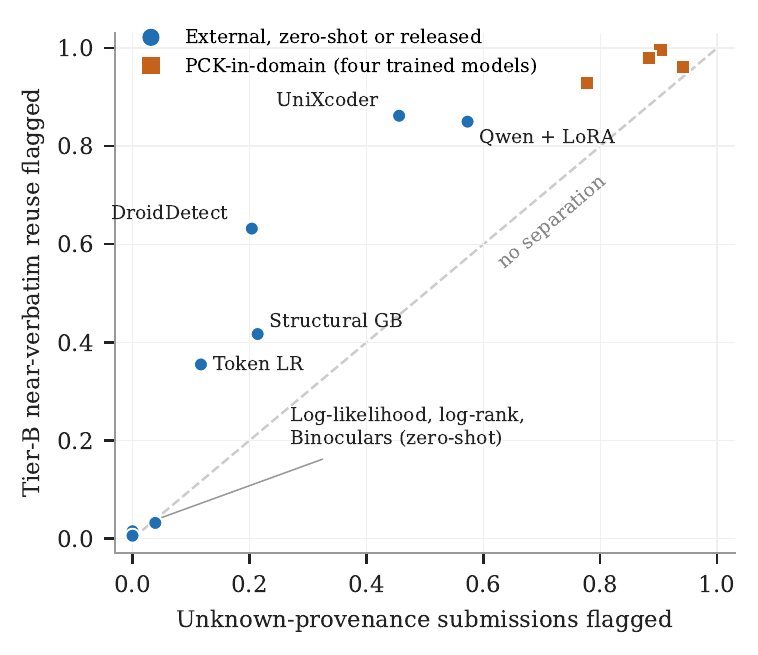 External, zero-shot or released
PCK-in-domain (four trained models)
UniXcoder
Qwen + LoRA
DroidDetect
no separation
Structural GB
Token LR
Log-likelihood, log-rank,
Binoculars (zero-shot)
Tier-B near-verbatim reuse flagged
1.0
0.8
0.6
0.4
0.2
0.0
0.0 0.2 0.4 0.6 0.8 1.0
Unknown-provenance submissions flagged